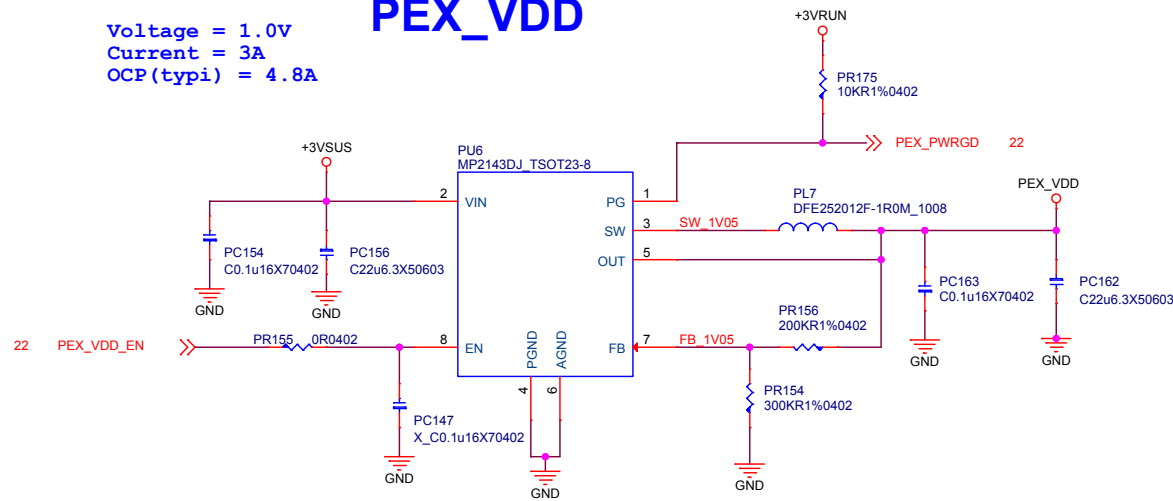 PEX_VDD
Voltage = 1.0V
Current = 3A
OCP(typi) = 4.8A
+3VRUN
PR175
10KR1%0402
PEX_PWRGD 22
+3VSUS
PU6
MP2143DJ_TSOT23-8
2 VIN
PG 1
SW 3
OUT 5
FB 7
EN 8
PGND 4
AGND 6
PC154
C0.1u16X70402
GND
PC156
C22u6.3X50603
GND
SW_1V05
PL7
DFE252012F-1R0M_1008
PEX_VDD
PC163
C0.1u16X70402
GND
PC162
C22u6.3X50603
GND
PR156
200KR1%0402
FB_1V05
PR154
300KR1%0402
GND
22 PEX_VDD_EN
PR155 0R0402
PC147
X_C0.1u16X70402
GND
GND